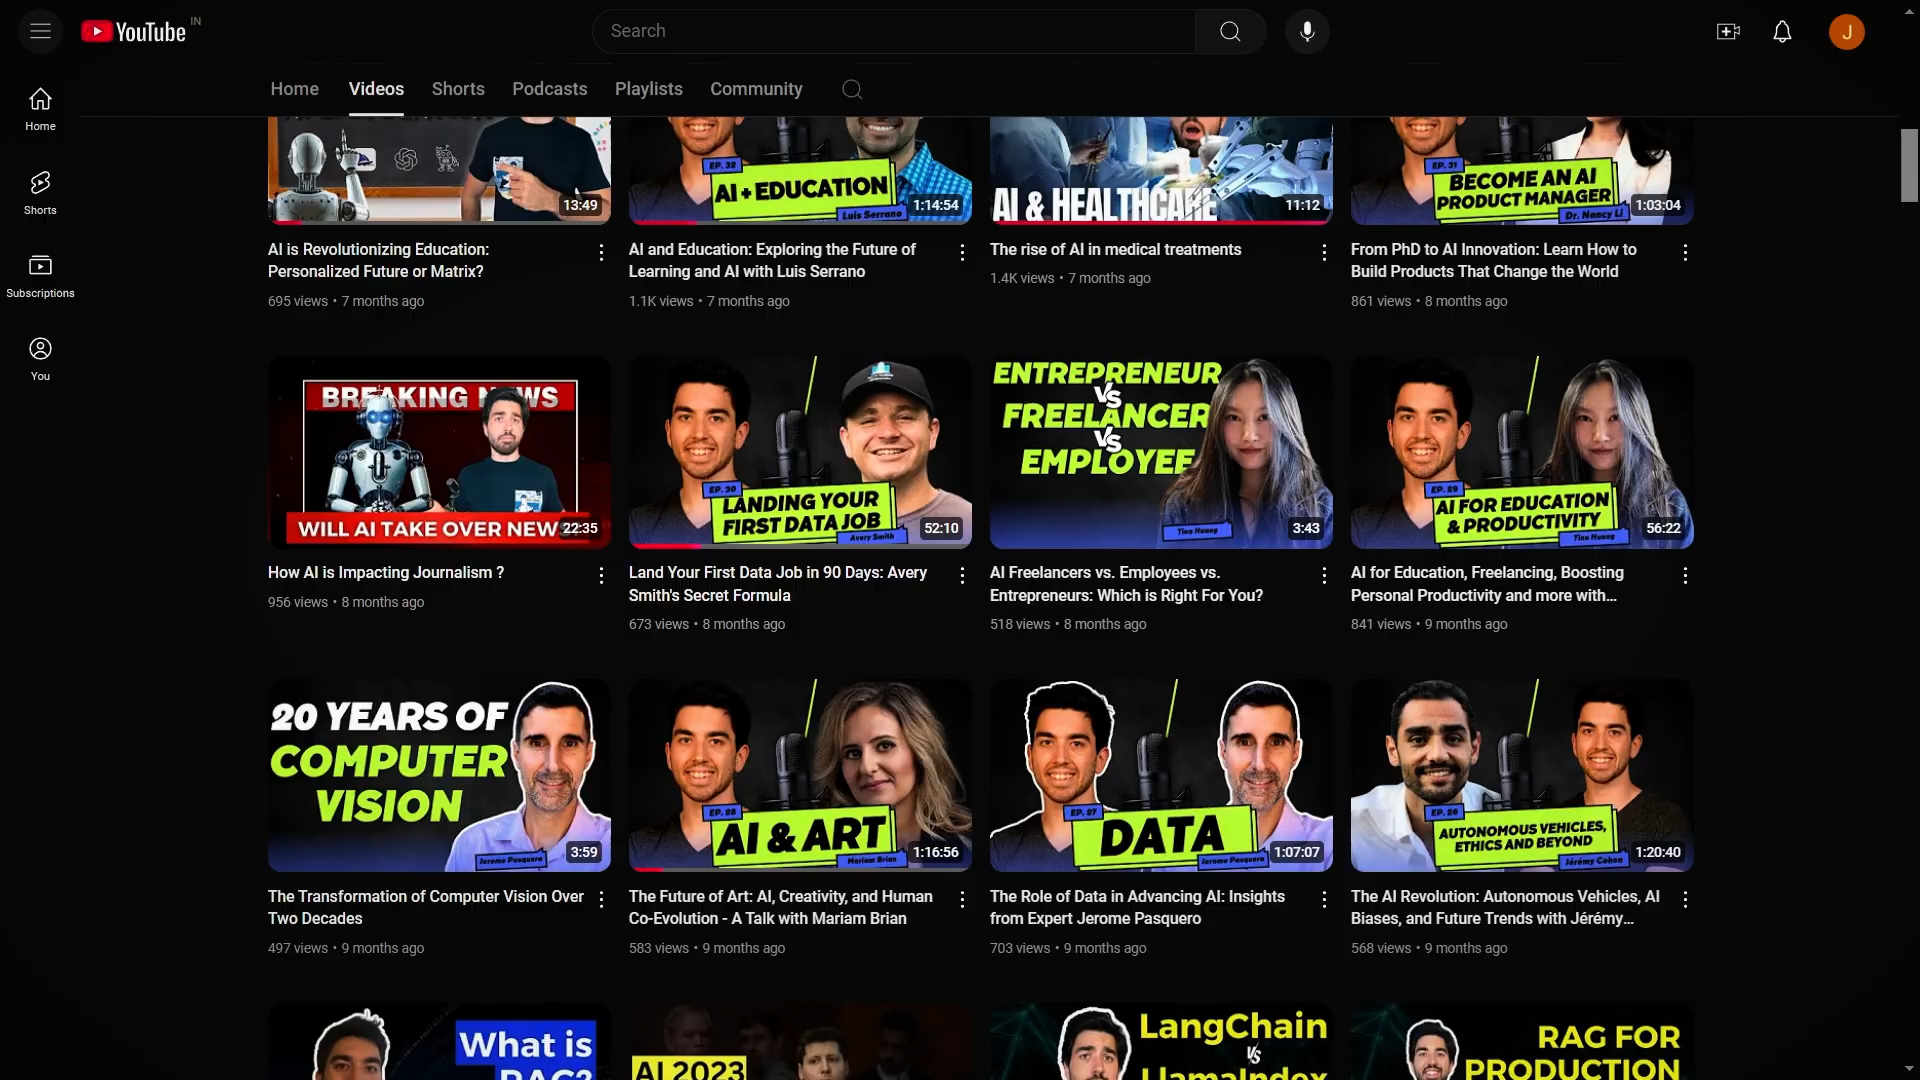 YouTube IN
Search
J
Home
Videos
Shorts
Podcasts
Playlists
Community
Home
Shorts
Subscriptions
You
13:49
AI is Revolutionizing Education:
Personalized Future or Matrix?
695 views • 7 months ago
EP. 32
AI + EDUCATION
Luis Serrano
1:14:54
AI and Education: Exploring the Future of
Learning and AI with Luis Serrano
1.1K views • 7 months ago
AI & HEALTHCARE
11:12
The rise of AI in medical treatments
1.4K views • 7 months ago
EP. 31
BECOME AN AI
PRODUCT MANAGER
Dr. Nancy Li
1:03:04
From PhD to AI Innovation: Learn How to
Build Products That Change the World
861 views • 8 months ago
BREAKING NEWS
WILL AI TAKE OVER NEW
22:35
How AI is Impacting Journalism ?
956 views • 8 months ago
EP. 30
LANDING YOUR
FIRST DATA JOB
Avery Smith
52:10
Land Your First Data Job in 90 Days: Avery
Smith's Secret Formula
673 views • 8 months ago
ENTREPRENEUR
VS
FREELANCER
VS
EMPLOYEE
Tina Huang
3:43
AI Freelancers vs. Employees vs.
Entrepreneurs: Which is Right For You?
518 views • 8 months ago
EP. 29
AI FOR EDUCATION
& PRODUCTIVITY
Tina Huang
56:22
AI for Education, Freelancing, Boosting
Personal Productivity and more with...
841 views • 9 months ago
20 YEARS OF
COMPUTER
VISION
Jerome Pasquero
3:59
The Transformation of Computer Vision Over
Two Decades
497 views • 9 months ago
EP. 28
AI & ART
Mariam Brian
1:16:56
The Future of Art: AI, Creativity, and Human
Co-Evolution - A Talk with Mariam Brian
583 views • 9 months ago
EP. 27
DATA
Jerome Pasquero
1:07:07
The Role of Data in Advancing AI: Insights
from Expert Jerome Pasquero
703 views • 9 months ago
EP. 26
AUTONOMOUS VEHICLES,
ETHICS AND BEYOND
Jérémy Cohen
1:20:40
The AI Revolution: Autonomous Vehicles, AI
Biases, and Future Trends with Jérémy...
568 views • 9 months ago
What is
RAG?
AI 2023
LangChain
VS
LlamaIndex
RAG FOR
PRODUCTION